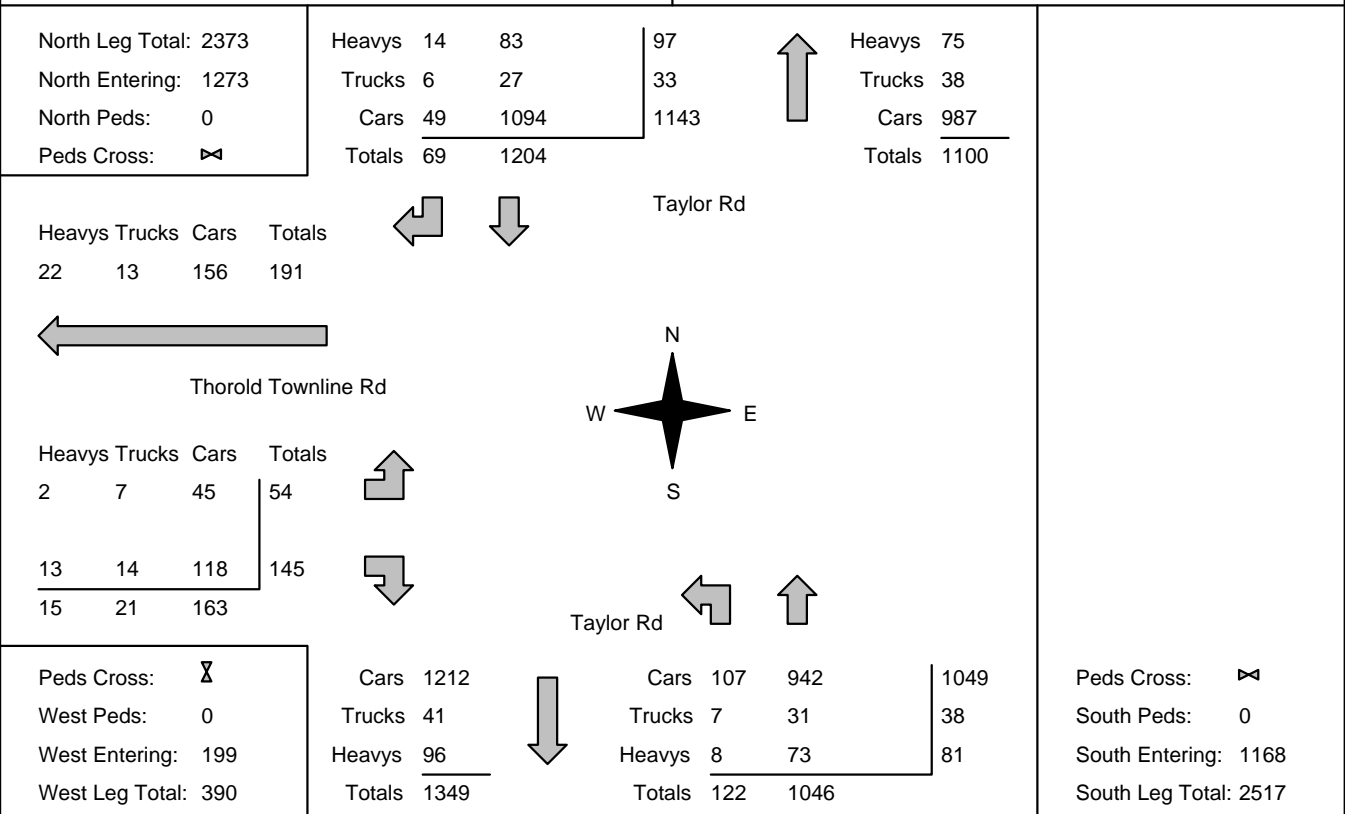 North Leg Total: 2373
North Entering: 1273
North Peds: 0
Peds Cross:
Heavys 14 83 97
Trucks 6 27 33
Cars 49 1094 1143
Totals 69 1204
Heavys 75
Trucks 38
Cars 987
Totals 1100
Taylor Rd
Heavys Trucks Cars Totals
22 13 156 191
Thorold Townline Rd
N
W E
S
Heavys Trucks Cars Totals
2 7 45 54
13 14 118 145
15 21 163
Taylor Rd
Peds Cross:
West Peds: 0
West Entering: 199
West Leg Total: 390
Cars 1212
Trucks 41
Heavys 96
Totals 1349
Cars 107 942 1049
Trucks 7 31 38
Heavys 8 73 81
Totals 122 1046
Peds Cross:
South Peds: 0
South Entering: 1168
South Leg Total: 2517